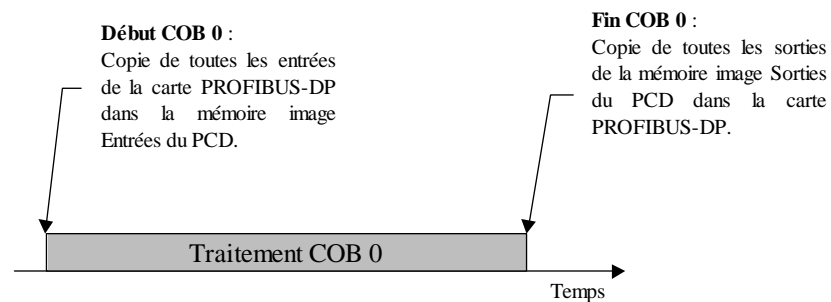 Début COB 0 :
Copie de toutes les entrées
de la carte PROFIBUS-DP
dans la mémoire image
Entrées du PCD.
Fin COB 0 :
Copie de toutes les sorties
de la mémoire image Sorties
du PCD dans la carte
PROFIBUS-DP.
Traitement COB 0
Temps